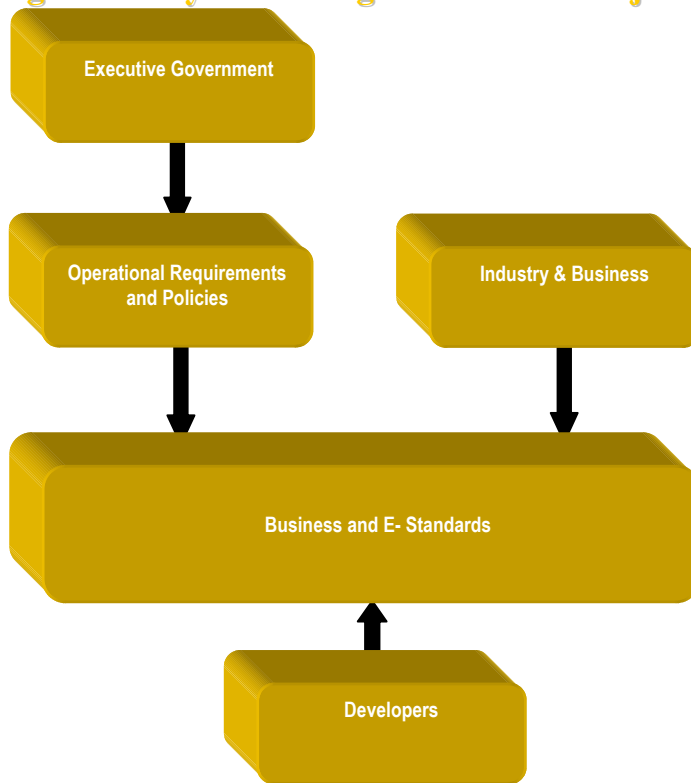 Executive Government
Operational Requirements
and Policies
Industry & Business
Business and E- Standards
Developers